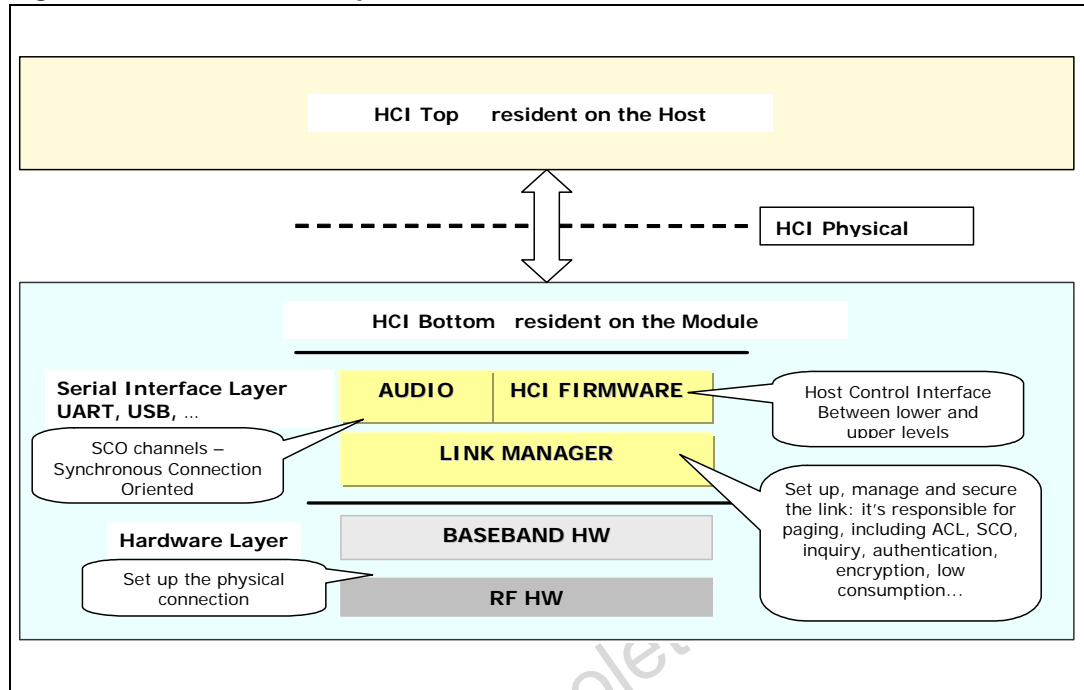 HCI Top resident on the Host
HCI Physical
HCI Bottom resident on the Module
Serial Interface Layer
UART, USB, ...
AUDIO
HCI FIRMWARE
Host Control Interface
Between lower and
upper levels
SCO channels –
Synchronous Connection
Oriented
LINK MANAGER
Set up, manage and secure
the link: it's responsible for
paging, including ACL, SCO,
inquiry, authentication,
encryption, low
consumption...
Hardware Layer
BASEBAND HW
Set up the physical
connection
RF HW